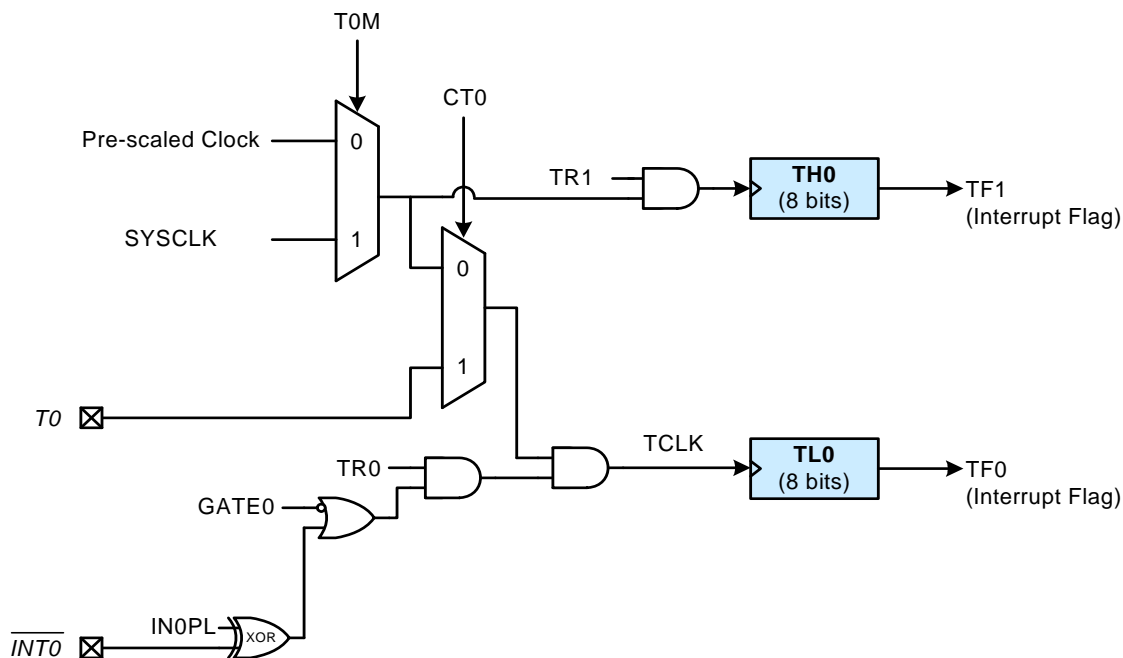 T0M
CT0
Pre-scaled Clock
0
TR1
TH0
(8 bits)
TF1
(Interrupt Flag)
SYSCLK
1
0
1
T0
TCLK
TL0
(8 bits)
TF0
(Interrupt Flag)
TR0
GATE0
IN0PL
XOR
INT0